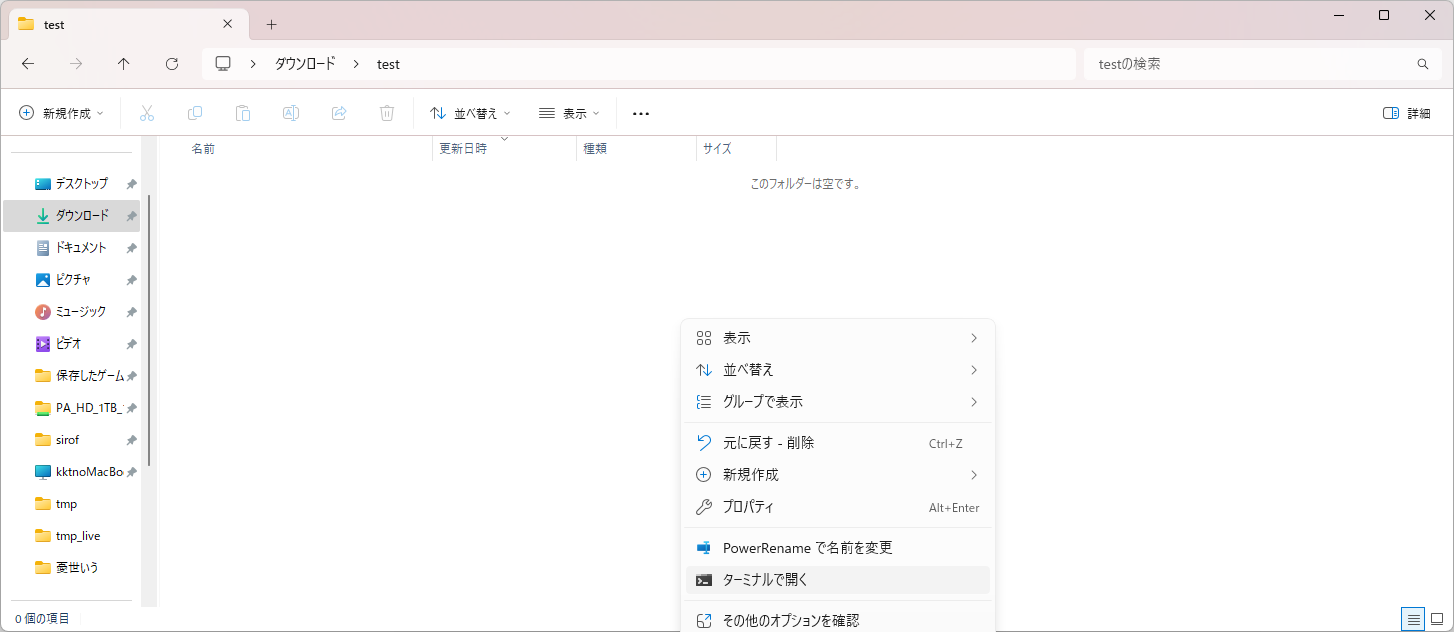 test
ダウンロード
test
testの検索
新規作成
並べ替え
表示
詳細
名前
更新日時
種類
サイズ
このフォルダーは空です。
デスクトップ
ダウンロード
ドキュメント
ピクチャ
ミュージック
ビデオ
保存したゲーム
PA_HD_1TB_
sirof
kktnoMacBo
tmp
tmp_live
憂世いう
表示
並べ替え
グループで表示
元に戻す - 削除 Ctrl+Z
新規作成
プロパティ Alt+Enter
PowerRename で名前を変更
ターミナルで開く
その他のオプションを確認
0 個の項目